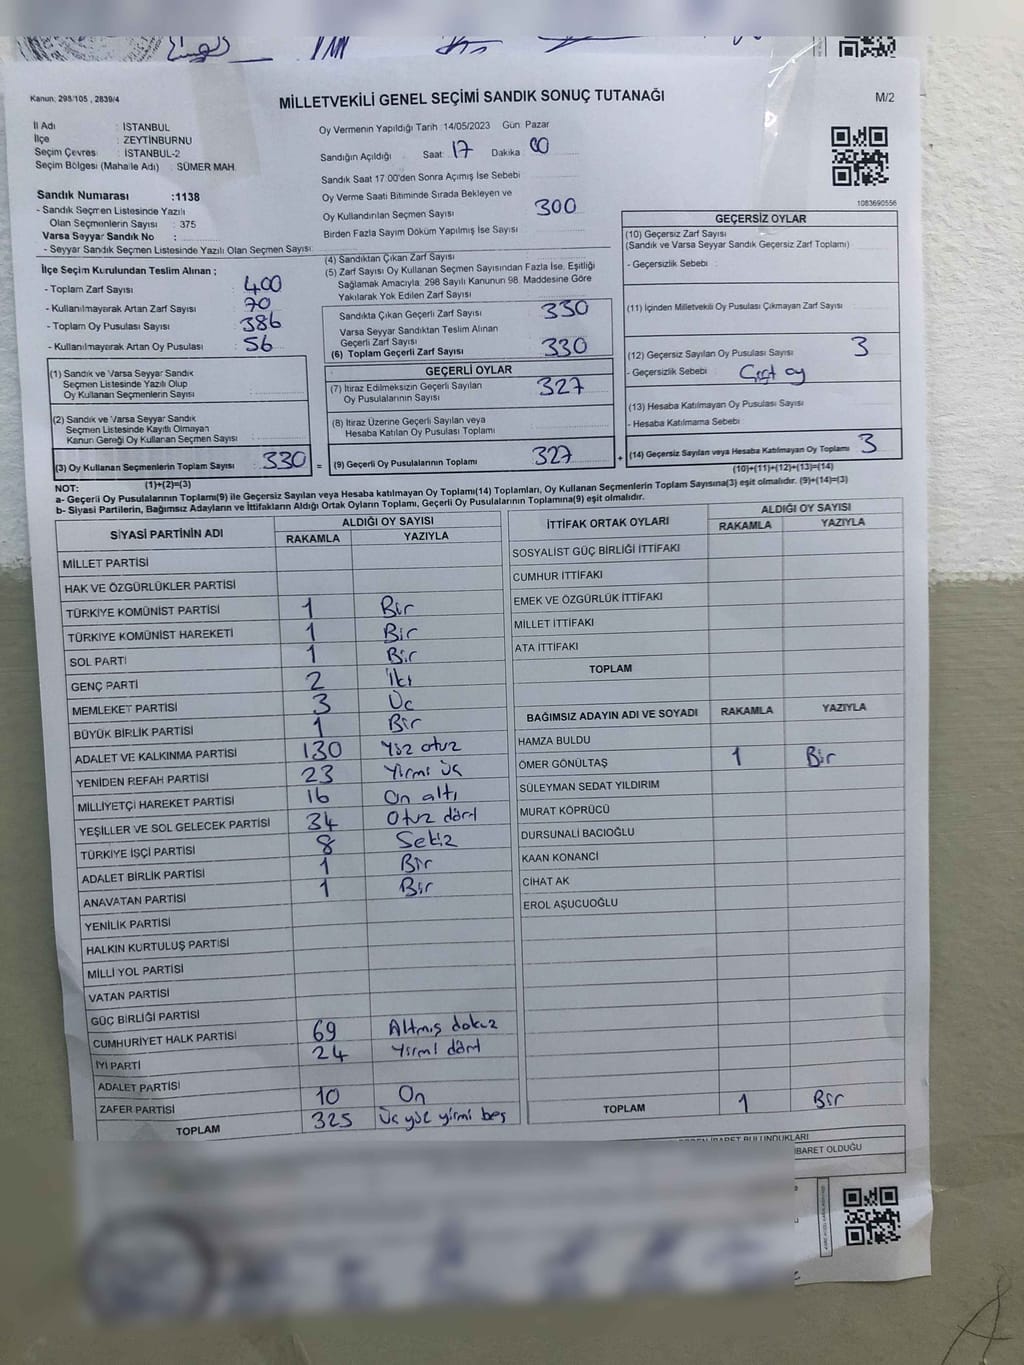 Kanun, 298/105 , 2839/4
MİLLETVEKİLİ GENEL SEÇİMİ SANDIK SONUÇ TUTANAĞI
M/2
İl Adı : İSTANBUL
İlçe : ZEYTİNBURNU
Seçim Çevres : İSTANBUL-2
Seçim Bölgesi (Mahalle Adı) : SÜMER MAH
Sandık Numarası :1138
- Sandık Seçmen Listesinde Yazılı
Olan Seçmenlerin Sayısı : 375
Varsa Seyyar Sandık No :
- Seyyar Sandık Seçmen Listesinde Yazılı Olan Seçmen Sayısı:
Oy Vermenin Yapıldığı Tarih :14/05/2023 Gün: Pazar
Sandığın Açıldığı Saat: 17 Dakika 00
Sandık Saat 17.00'den Sonra Açımış İse Sebebi
Oy Verme Saati Bitiminde Sırada Bekleyen ve
Oy Kullandırılan Seçmen Sayısı 300
Birden Fazla Sayım Döküm Yapılmış İse Sayısı
1083690556
İlçe Seçim Kurulundan Teslim Alınan ;
- Toplam Zarf Sayısı : 400
- Kullanılmayarak Artan Zarf Sayısı : 70
- Toplam Oy Pusulası Sayısı : 386
- Kullanılmayarak Artan Oy Pusulası : 56
(1) Sandık ve Varsa Seyyar Sandık
Seçmen Listesinde Yazılı Olup
Oy Kullanan Seçmenlerin Sayısı :
(2) Sandık ve Varsa Seyyar Sandık
Seçmen Listesinde Kayıtlı Olmayan
Kanun Gereği Oy Kullanan Seçmen Sayısı :
(3) Oy Kullanan Seçmenlerin Toplam Sayısı : 330 =
(1)+(2)=(3)
(4) Sandıktan Çıkan Zarf Sayısı
(5) Zarf Sayısı Oy Kullanan Seçmen Sayısından Fazla İse, Eşitliği
Sağlamak Amacıyla; 298 Sayılı Kanunun 98. Maddesine Göre
Yakılarak Yok Edilen Zarf Sayısı
Sandıkta Çıkan Geçerli Zarf Sayısı : 330
Varsa Seyyar Sandıktan Teslim Alınan
Geçerli Zarf Sayısı :
(6) Toplam Geçerli Zarf Sayısı : 330
GEÇERLİ OYLAR
(7) İtiraz Edilmeksizin Geçerli Sayılan
Oy Pusulalarının Sayısı : 327
(8) İtiraz Üzerine Geçerli Sayılan veya
Hesaba Katılan Oy Pusulası Toplamı :
(9) Geçerli Oy Pusulalarının Toplamı : 327 +
GEÇERSİZ OYLAR
(10) Geçersiz Zarf Sayısı
(Sandık ve Varsa Seyyar Sandık Geçersiz Zarf Toplamı)
- Geçersizlik Sebebi :
(11) İçinden Milletvekili Oy Pusulası Çıkmayan Zarf Sayısı
(12) Geçersiz Sayılan Oy Pusulası Sayısı : 3
- Geçersizlik Sebebi :
(13) Hesaba Katılmayan Oy Pusulası Sayısı
- Hesaba Katılmama Sebebi
(14) Geçersiz Sayılan veya Hesaba Katılmayan Oy Toplamı : 3
(10)+(11)+(12)+(13)=(14)
NOT:
a- Geçerli Oy Pusulalarının Toplamı(9) ile Geçersiz Sayılan veya Hesaba katılmayan Oy Toplamı(14) Toplamları, Oy Kullanan Seçmenlerin Toplam Sayısına(3) eşit olmalıdır. (9)+(14)=(3)
b- Siyasi Partilerin, Bağımsız Adayların ve İttifakların Aldığı Ortak Oyların Toplamı, Geçerli Oy Pusulalarının Toplamına(9) eşit olmalıdır.
SİYASİ PARTİNİN ADI
ALDIĞI OY SAYISI
RAKAMLA YAZIYLA
MİLLET PARTİSİ
HAK VE ÖZGÜRLÜKLER PARTİSİ
TÜRKİYE KOMÜNİST PARTİSİ 1 Bir
TÜRKİYE KOMÜNİST HAREKETİ 1 Bir
SOL PARTİ 1 Bir
GENÇ PARTİ 2 iki
MEMLEKET PARTİSİ 3 Üç
BÜYÜK BİRLİK PARTİSİ 1 Bir
ADALET VE KALKINMA PARTİSİ 130 Yüz otuz
YENİDEN REFAH PARTİSİ 23 Yirmi üç
MİLLİYETÇİ HAREKET PARTİSİ 16 On altı
YEŞİLLER VE SOL GELECEK PARTİSİ 34 Otuz dört
TÜRKİYE İŞÇİ PARTİSİ 8 Sekiz
ADALET BİRLİK PARTİSİ 1 Bir
ANAVATAN PARTİSİ 1 Bir
YENİLİK PARTİSİ
HALKIN KURTULUŞ PARTİSİ
MİLLİ YOL PARTİSİ
VATAN PARTİSİ
GÜÇ BİRLİĞİ PARTİSİ
CUMHURİYET HALK PARTİSİ 69 Altmış dokuz
İYİ PARTİ 24 Yirmi dört
ADALET PARTİSİ
ZAFER PARTİSİ 10 On
TOPLAM 325 Üç yüz yirmi beş
İTTİFAK ORTAK OYLARI
ALDIĞI OY SAYISI
RAKAMLA YAZIYLA
SOSYALİST GÜÇ BİRLİĞİ İTTİFAKI
CUMHUR İTTİFAKI
EMEK VE ÖZGÜRLÜK İTTİFAKI
MİLLET İTTİFAKI
ATA İTTİFAKI
TOPLAM
BAĞIMSIZ ADAYIN ADI VE SOYADI RAKAMLA YAZIYLA
HAMZA BULDU
ÖMER GÖNÜLTAŞ 1 Bir
SÜLEYMAN SEDAT YILDIRIM
MURAT KÖPRÜCÜ
DURSUNALİ BACIOĞLU
KAAN KONANCİ
CİHAT AK
EROL AŞUCUOĞLU
TOPLAM 1 Bir
BULUNDUKLARI
İBARET OLDUĞU